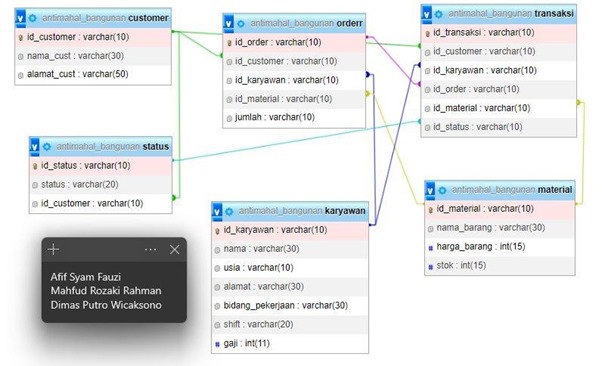 antimahal_bangunan customer
id_customer : varchar(10)
nama_cust : varchar(30)
alamat_cust : varchar(50)
antimahal_bangunan orderr
id_order : varchar(10)
id_customer : varchar(10)
id_karyawan : varchar(10)
id_material : varchar(10)
jumlah : varchar(10)
antimahal_bangunan transaksi
id_transaksi : varchar(10)
id_customer : varchar(10)
id_karyawan : varchar(10)
id_order : varchar(10)
id_material : varchar(10)
id_status : varchar(10)
antimahal_bangunan status
id_status : varchar(10)
status : varchar(20)
id_customer : varchar(10)
antimahal_bangunan karyawan
id_karyawan : varchar(10)
nama : varchar(30)
usia : varchar(10)
alamat : varchar(30)
bidang_pekerjaan : varchar(30)
shift : varchar(20)
gaji : int(11)
antimahal_bangunan material
id_material : varchar(10)
nama_barang : varchar(30)
harga_barang : int(15)
stok : int(15)
Afif Syam Fauzi
Mahfud Rozaki Rahman
Dimas Putro Wicaksono